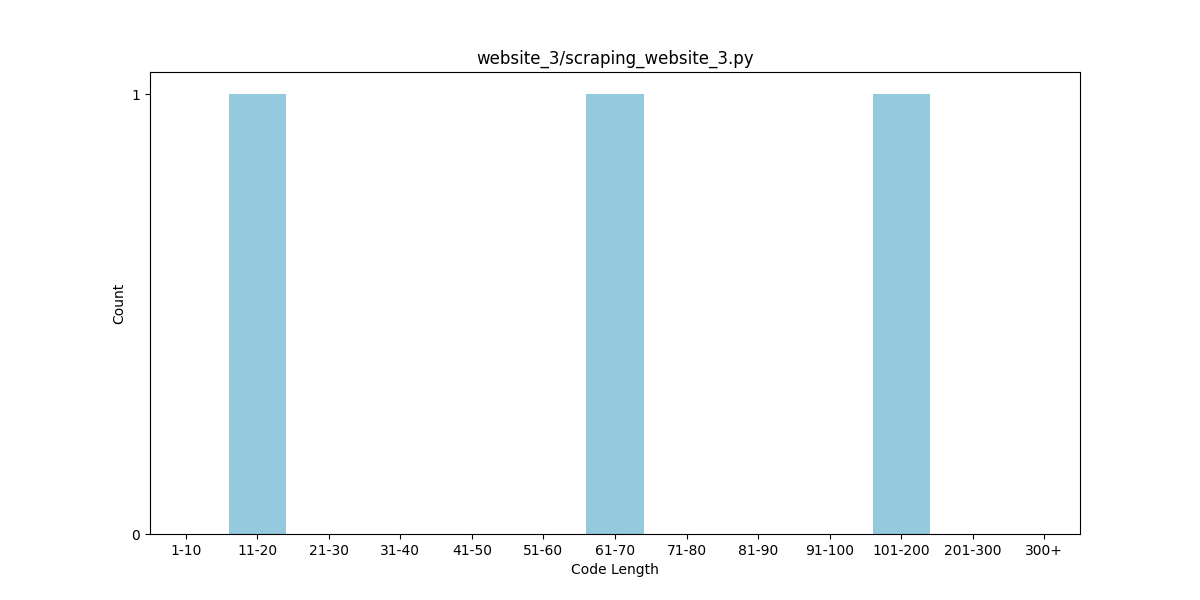 website_3/scraping_website_3.py
1
Count
0
1-10 11-20 21-30 31-40 41-50 51-60 61-70 71-80 81-90 91-100 101-200 201-300 300+
Code Length